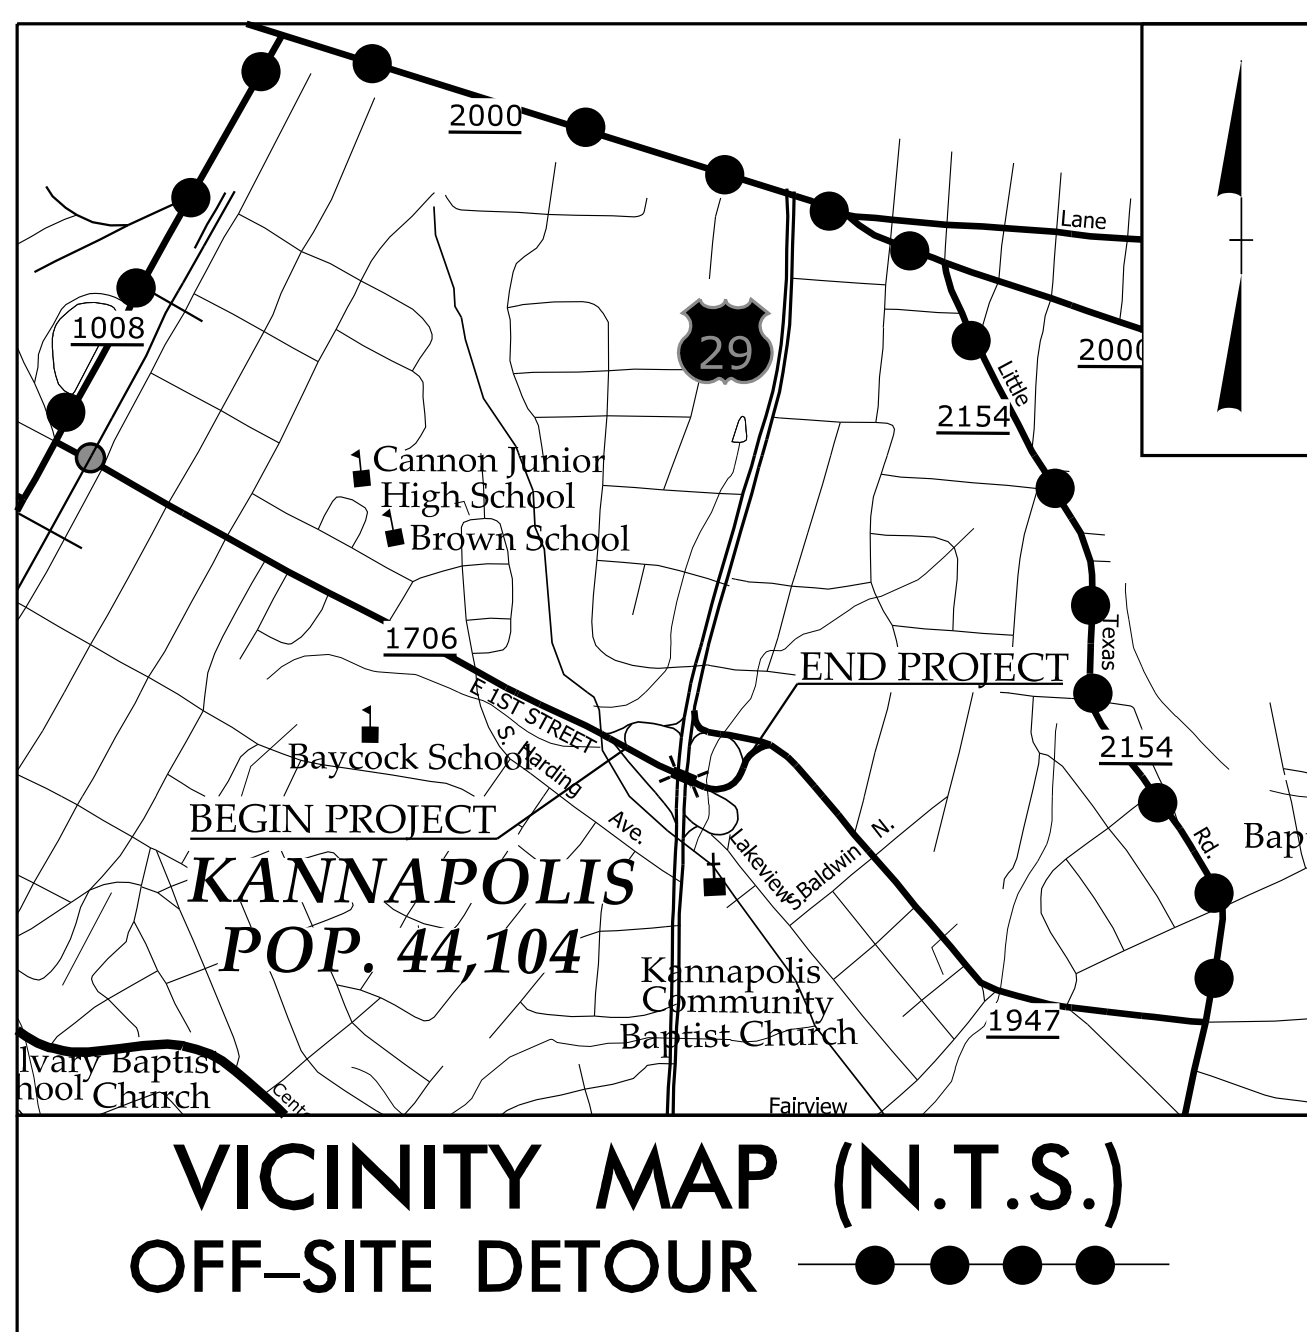 2000
Lane
1008
29
2000
Little
2154
Cannon Junior
High School
Brown School
1706
Texas
END PROJECT
E 1ST STREET
S. Harding
Ave.
Baycock School
2154
BEGIN PROJECT
Rd.
Bap
N.
Baldwin
S.
Lakeview
KANNAPOLIS
POP. 44,104
Kannapolis
Community
Baptist Church
1947
lvary Baptist
hool Church
Cent
Fairview
VICINITY MAP (N.T.S.)
OFF–SITE DETOUR